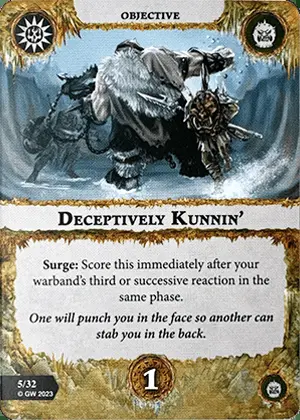 OBJECTIVE
DECEPTIVELY KUNNIN'
Surge: Score this immediately after your
warband's third or successive reaction in the
same phase.
One will punch you in the face so another can
stab you in the back.
5/32
© GW 2023
1